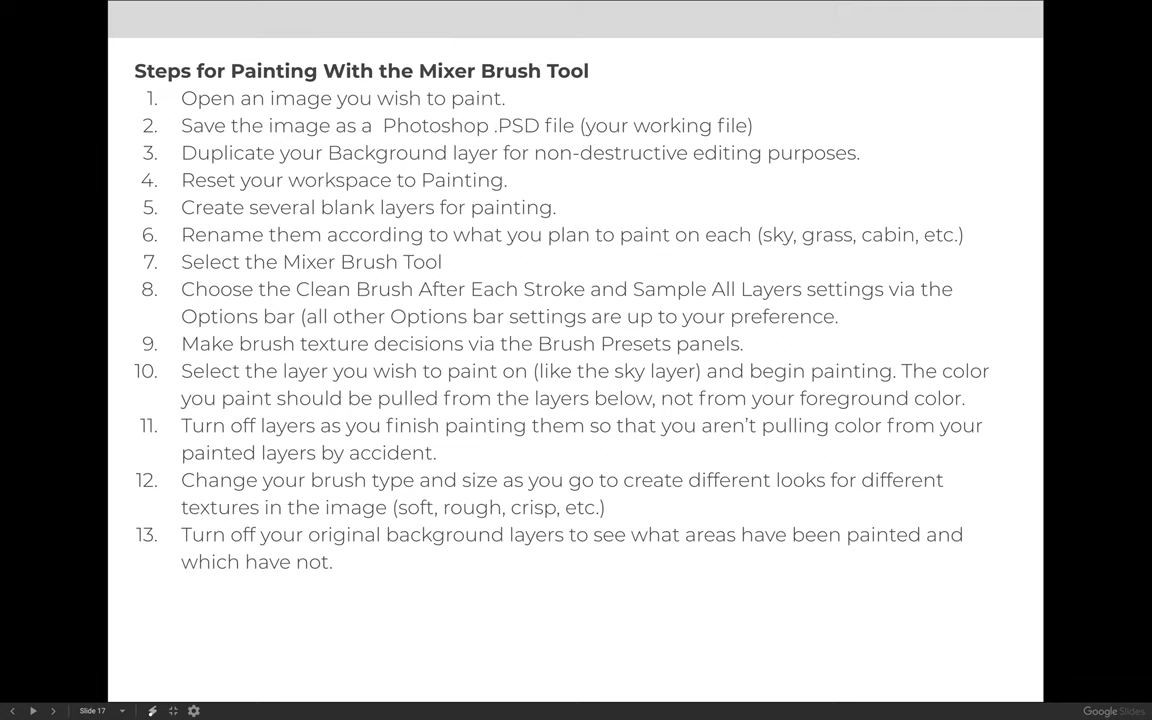 Steps for Painting With the Mixer Brush Tool
1. Open an image you wish to paint.
2. Save the image as a  Photoshop .PSD file (your working file)
3. Duplicate your Background layer for non-destructive editing purposes.
4. Reset your workspace to Painting.
5. Create several blank layers for painting.
6. Rename them according to what you plan to paint on each (sky, grass, cabin, etc.)
7. Select the Mixer Brush Tool
8. Choose the Clean Brush After Each Stroke and Sample All Layers settings via the
Options bar (all other Options bar settings are up to your preference.
9. Make brush texture decisions via the Brush Presets panels.
10. Select the layer you wish to paint on (like the sky layer) and begin painting. The color
you paint should be pulled from the layers below, not from your foreground color.
11. Turn off layers as you finish painting them so that you aren’t pulling color from your
painted layers by accident.
12. Change your brush type and size as you go to create different looks for different
textures in the image (soft, rough, crisp, etc.)
13. Turn off your original background layers to see what areas have been painted and
which have not.
Slide 17
Google Slides